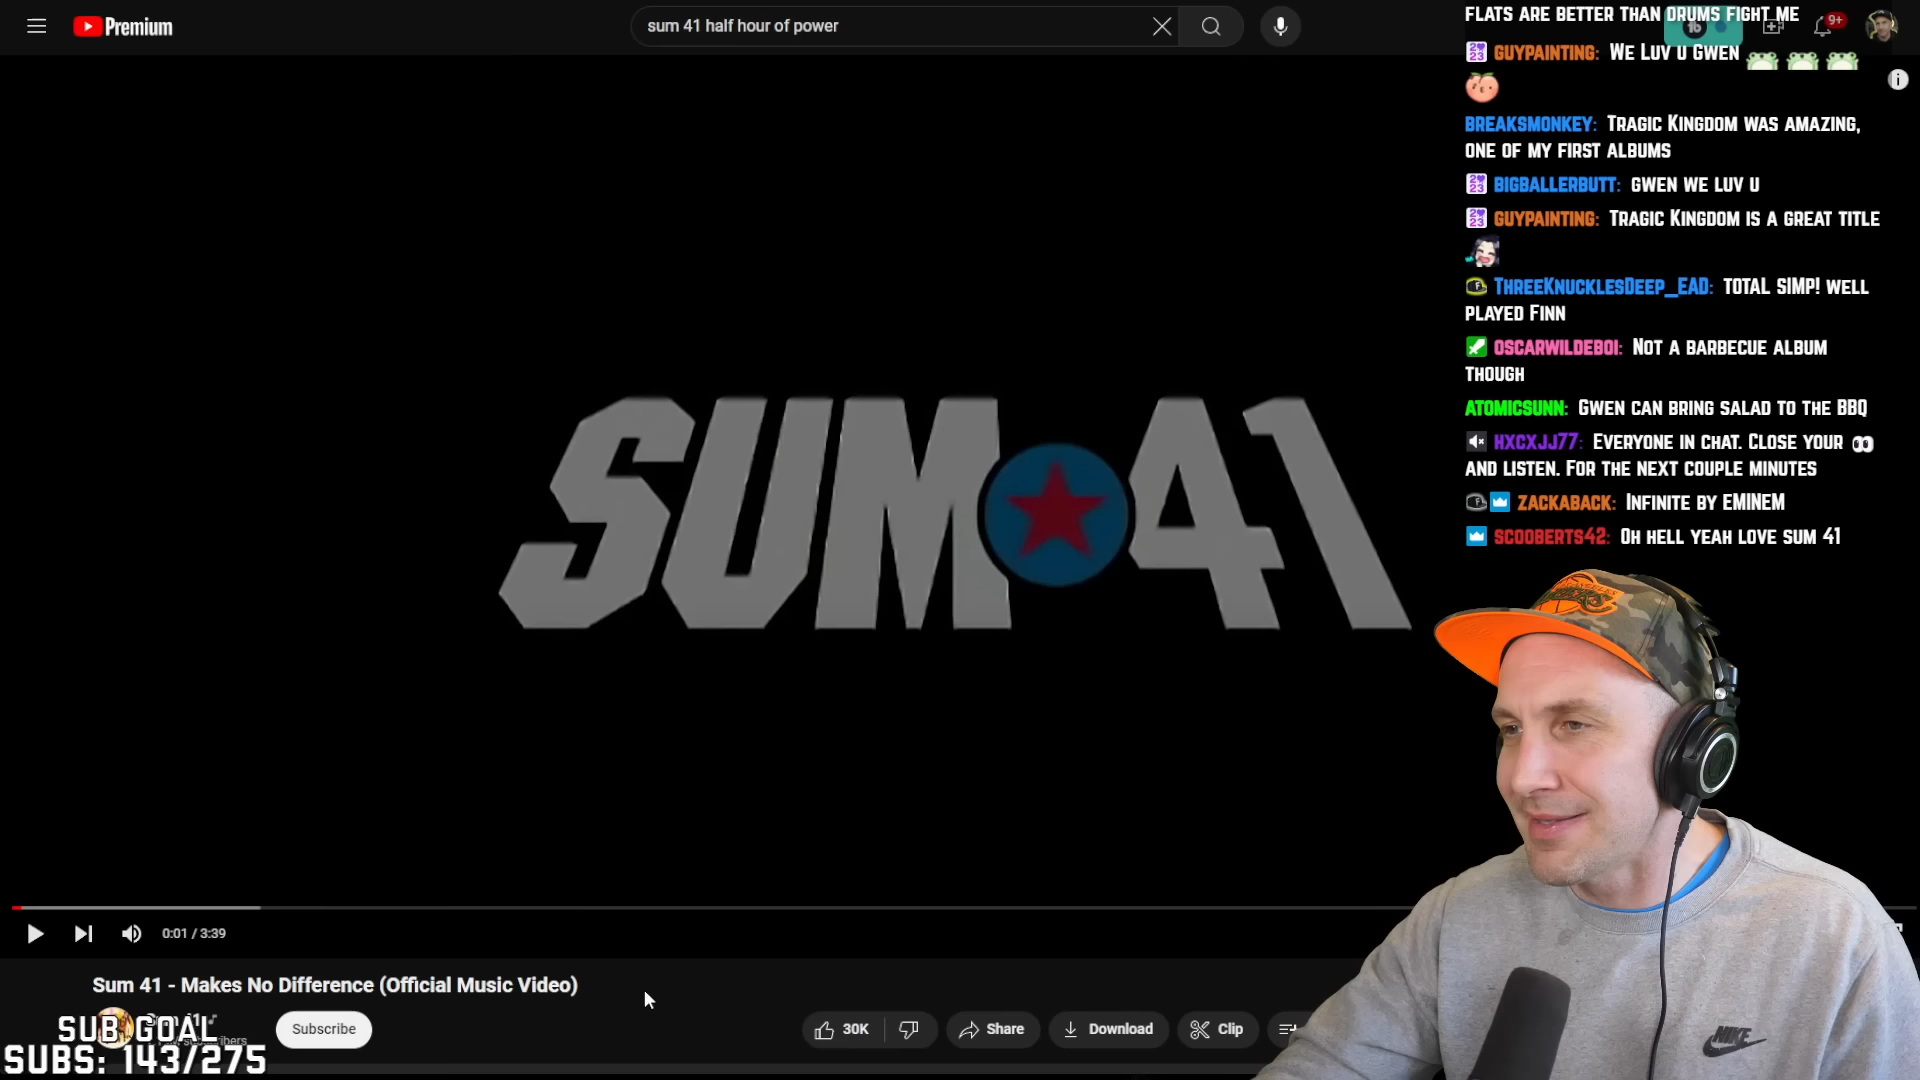 Premium
sum 41 half hour of power
9+
FLATS ARE BETTER THAN DRUMS FIGHT ME
GUYPAINTING: WE LUV U GWEN
BREAKSMONKEY: TRAGIC KINGDOM WAS AMAZING,
ONE OF MY FIRST ALBUMS
BIGBALLERBUTT: GWEN WE LUV U
GUYPAINTING: TRAGIC KINGDOM IS A GREAT TITLE
THREEKNUCKLESDEEP_EAD: TOTAL SIMP! WELL
PLAYED FINN
OSCARWILDEBOI: NOT A BARBECUE ALBUM
THOUGH
ATOMICSUNN: GWEN CAN BRING SALAD TO THE BBQ
HXCXJJ77: EVERYONE IN CHAT. CLOSE YOUR
AND LISTEN. FOR THE NEXT COUPLE MINUTES
ZACKABACK: INFINITE BY EMINEM
SCOOBERTS42: OH HELL YEAH LOVE SUM 41
SUM 41
0:01 / 3:39
Sum 41 - Makes No Difference (Official Music Video)
Subscribe
30K
Share
Download
Clip
SUB GOAL
SUBS: 143/275
NIKE